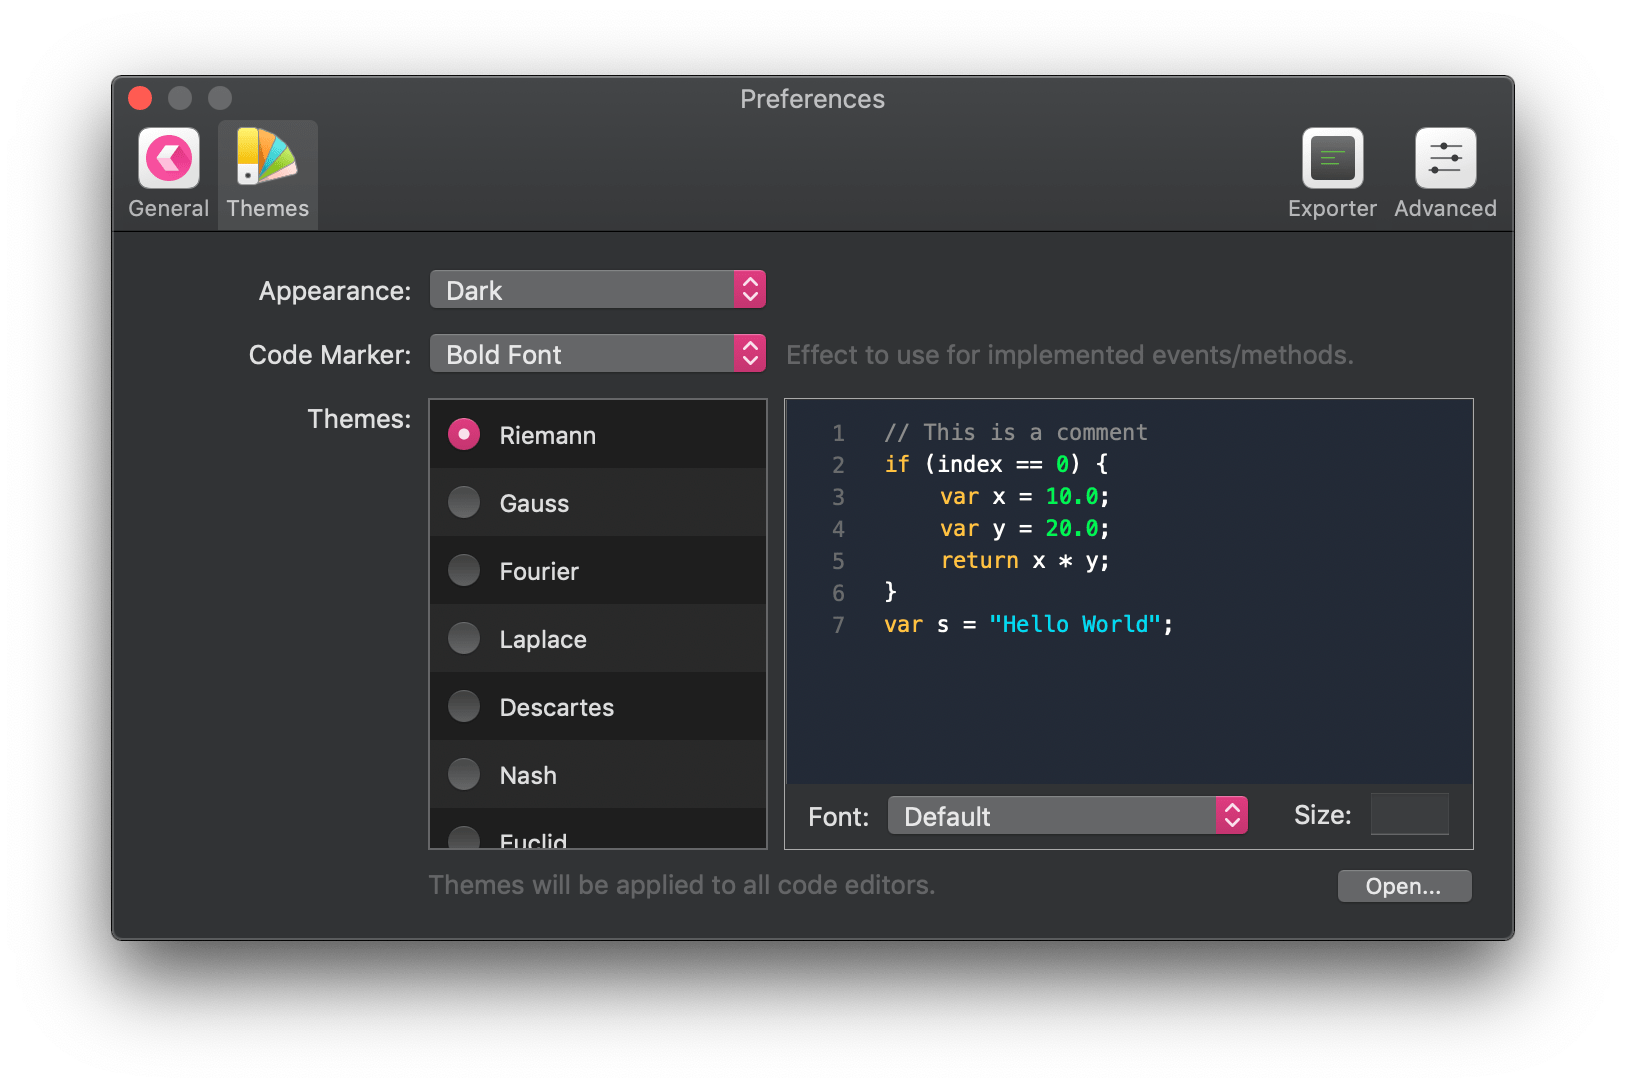 Preferences
General
Themes
Exporter
Advanced
Appearance: Dark
Code Marker: Bold Font Effect to use for implemented events/methods.
Themes:
Riemann
Gauss
Fourier
Laplace
Descartes
Nash
Euclid
1 // This is a comment
2 if (index == 0) {
3 var x = 10.0;
4 var y = 20.0;
5 return x * y;
6 }
7 var s = "Hello World";
Font: Default Size:
Themes will be applied to all code editors.
Open...